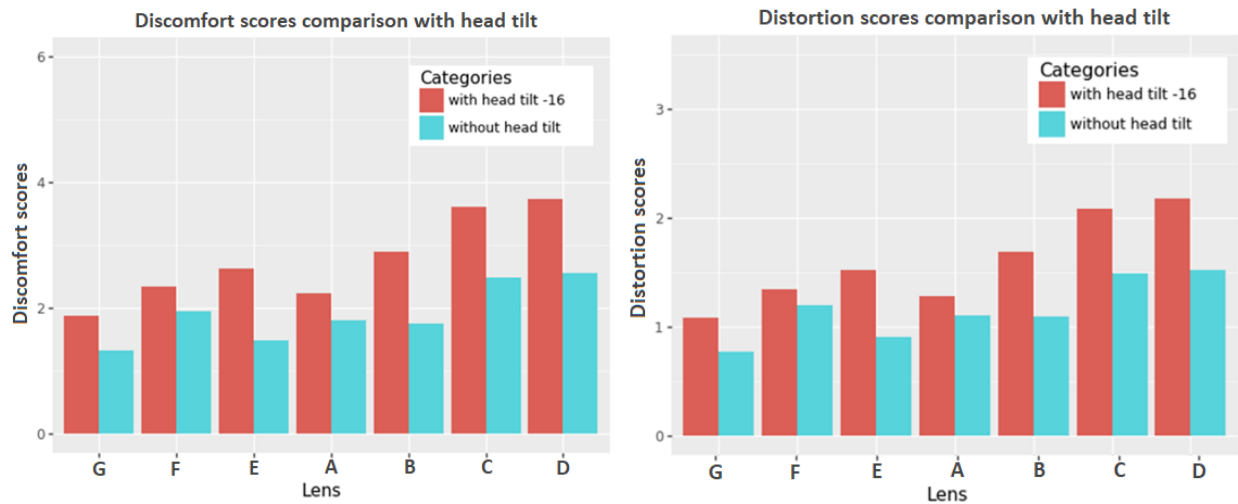 Discomfort scores comparison with head tilt
Categories
with head tilt -16
without head tilt
Discomfort scores
6
4
2
0
G F E A B C D
Lens
Distortion scores comparison with head tilt
Categories
with head tilt -16
without head tilt
Distortion scores
3
2
1
0
G F E A B C D
Lens